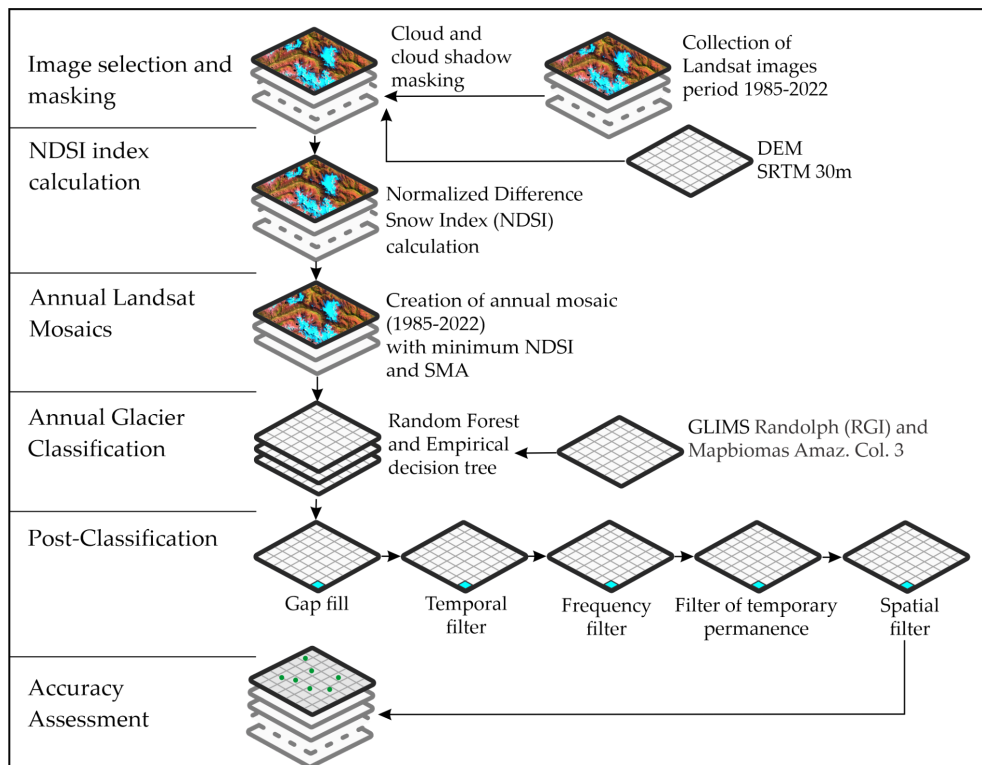 Image selection and
masking
Cloud and
cloud shadow
masking
Collection of
Landsat images
period 1985-2022
DEM
SRTM 30m
NDSI index
calculation
Normalized Difference
Snow Index (NDSI)
calculation
Annual Landsat
Mosaics
Creation of annual mosaic
(1985-2022)
with minimum NDSI
and SMA
Annual Glacier
Classification
Random Forest
and Empirical
decision tree
GLIMS Randolph (RGI) and
Mapbiomas Amaz. Col. 3
Post-Classification
Gap fill
Temporal
filter
Frequency
filter
Filter of temporary
permanence
Spatial
filter
Accuracy
Assessment